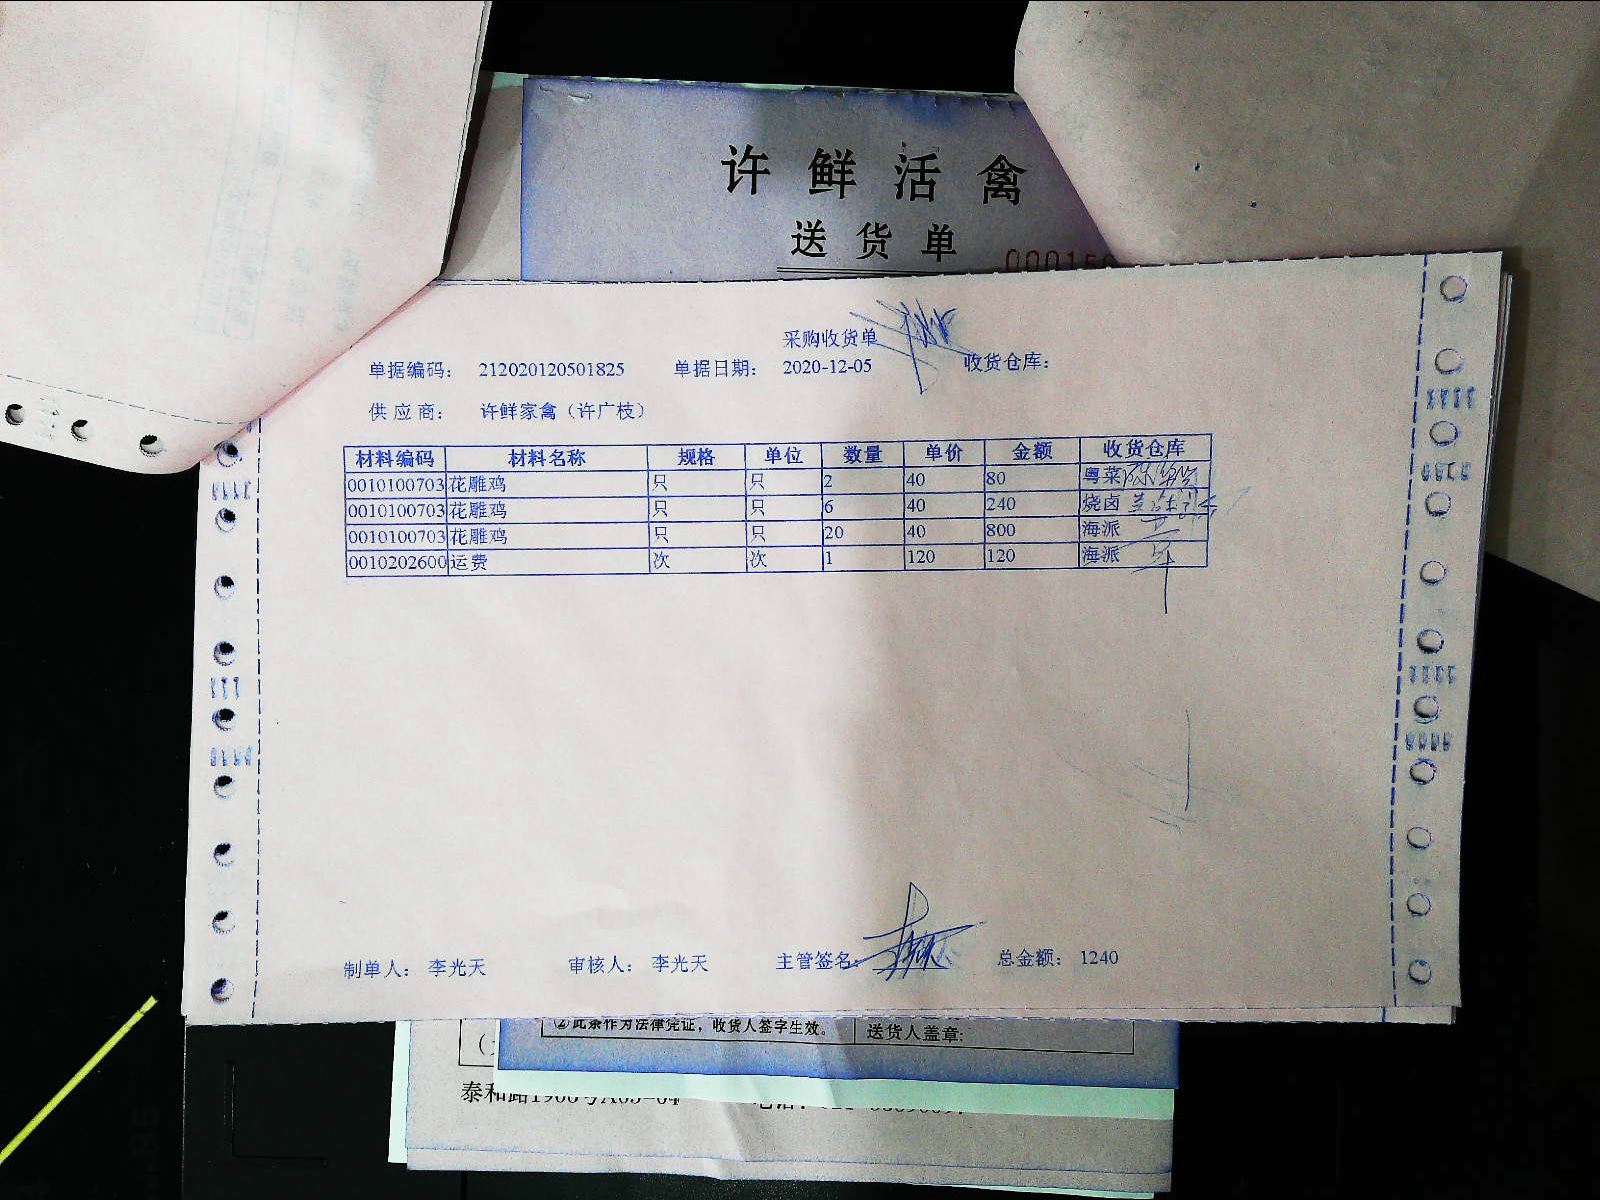 许鲜活禽
送货单
采购收货单
单据编码: 212020120501825 单据日期: 2020-12-05 收货仓库:
供应商: 许鲜家禽（许广枝）
材料编码 材料名称 规格 单位 数量 单价 金额 收货仓库
0010100703 花雕鸡 只 只 2 40 80 粤菜
0010100703 花雕鸡 只 只 6 40 240 烧卤
0010100703 花雕鸡 只 只 20 40 800 海派
0010202600 运费 次 次 1 120 120 海派
制单人: 李光天 审核人: 李光天 主管签名: 总金额: 1240
②此条作为法律凭证，收货人签字生效。 送货人盖章: